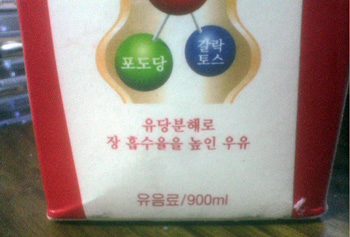 포도당
갈락
토스
유당분해로
장 흡수율을 높인 우유
유음료/900ml